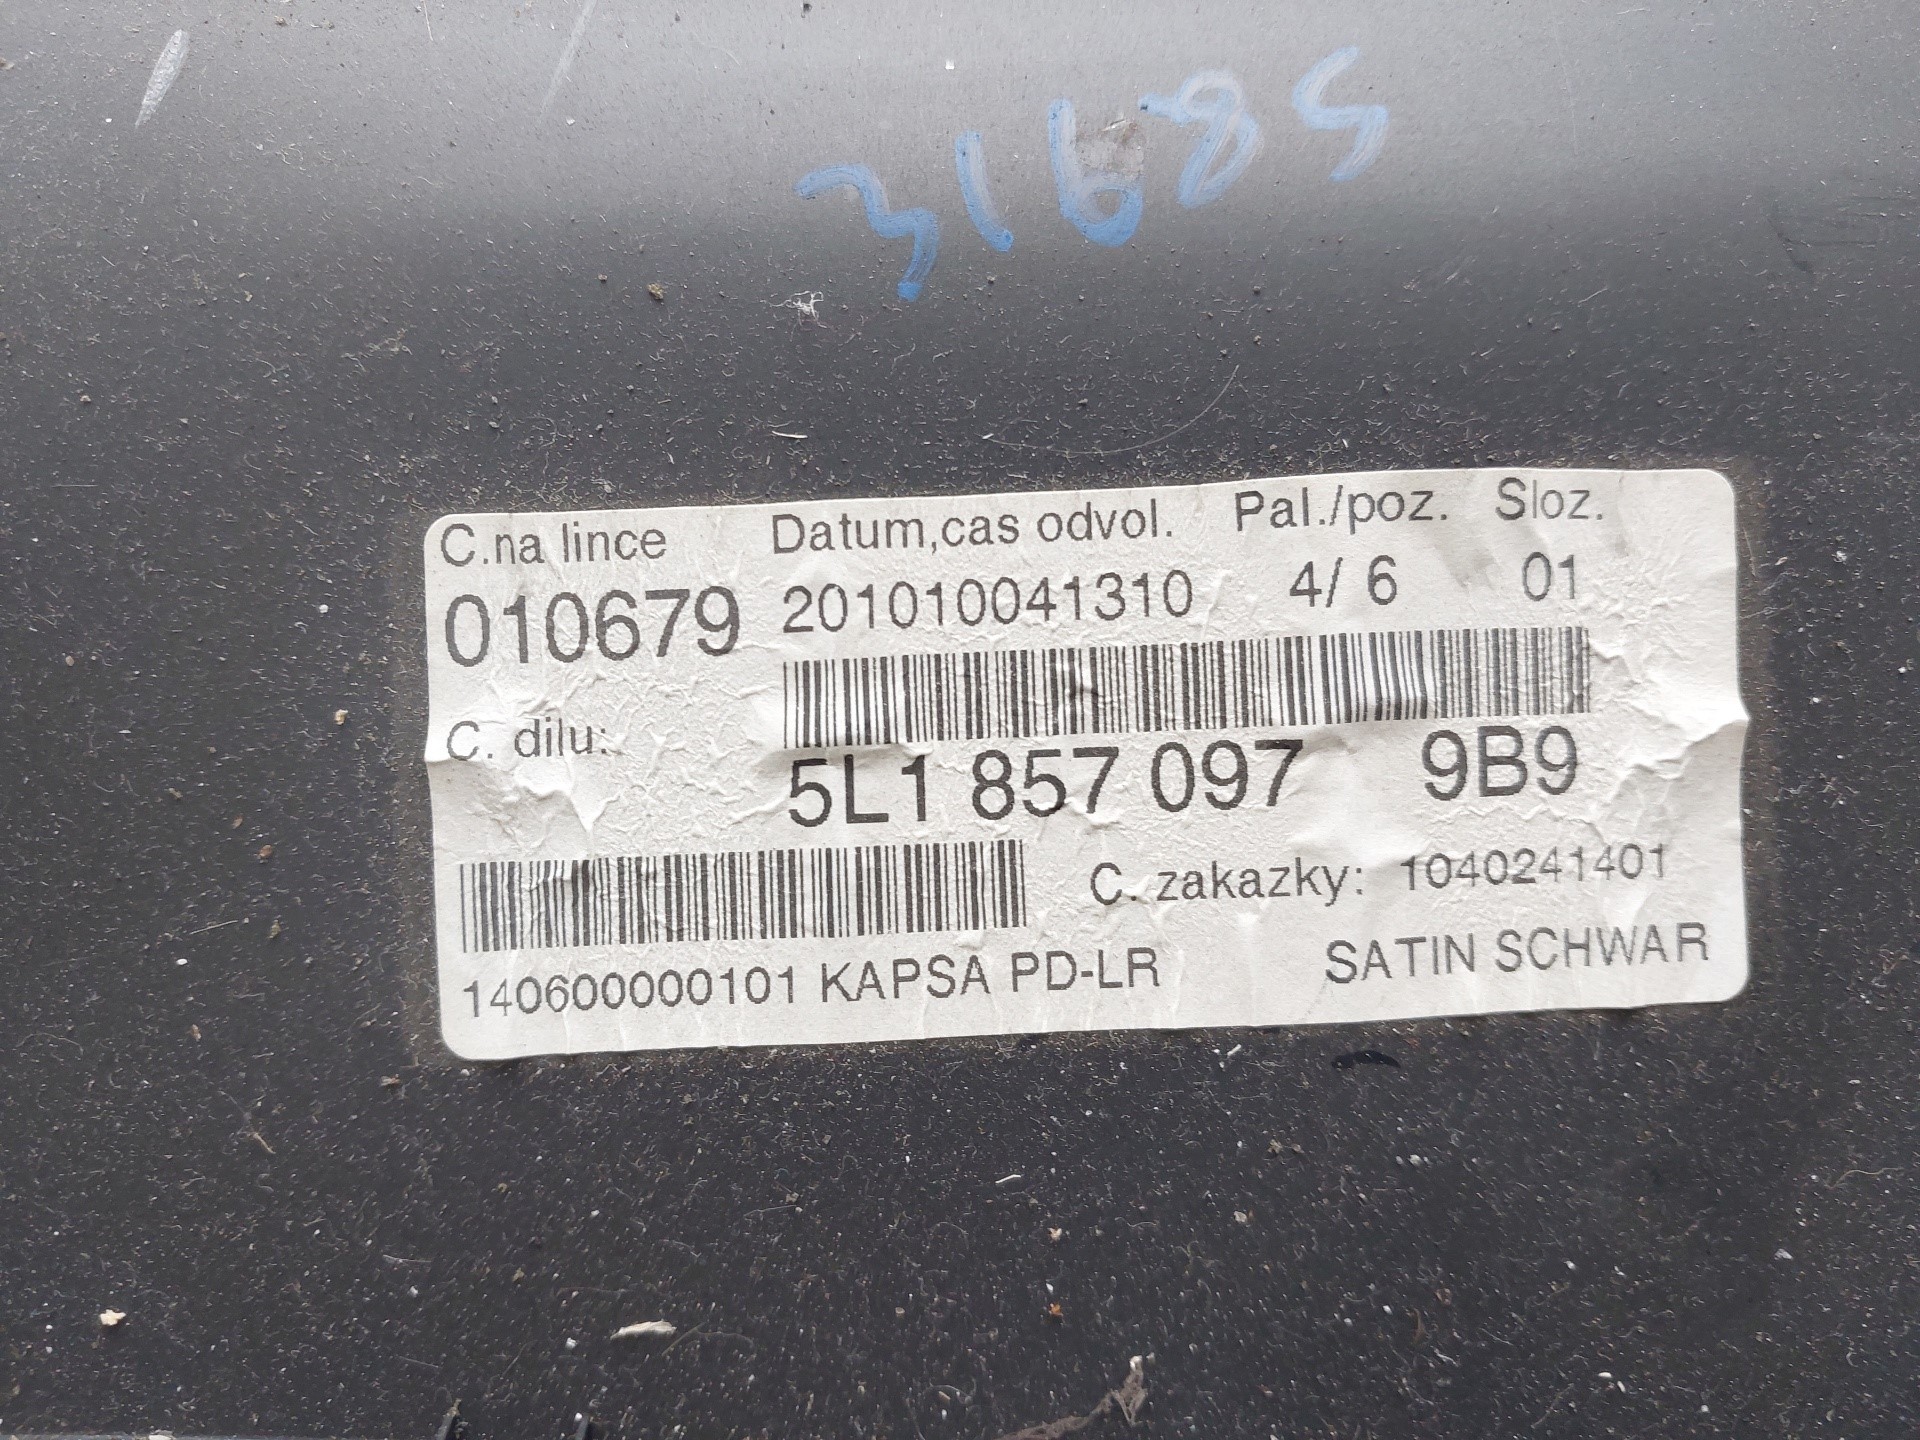 31685
C.na lince Datum,cas odvol. Pal./poz. Sloz.
010679 201010041310 4/ 6 01
C. dilu:
5L1 857 097 9B9
C. zakazky: 1040241401
140600000101 KAPSA PD-LR SATIN SCHWAR